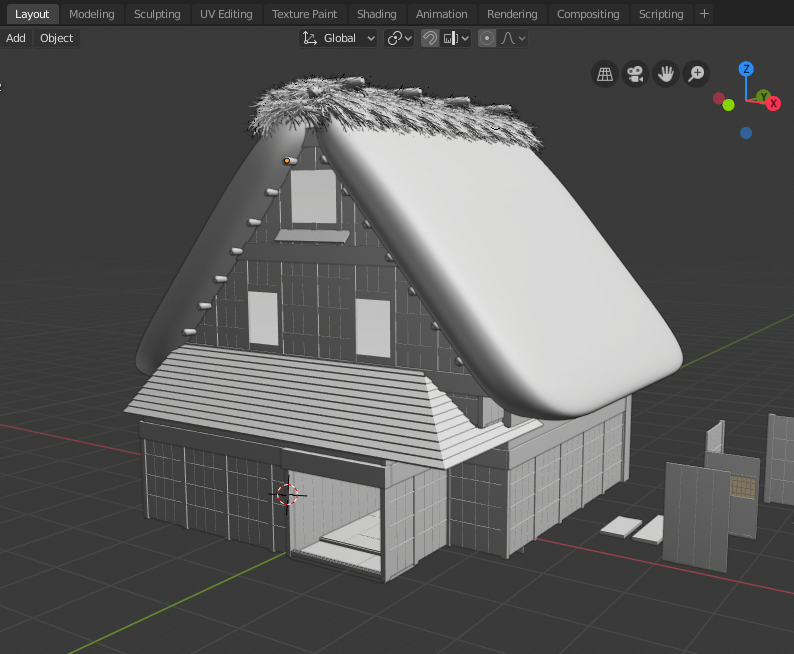 Layout Modeling Sculpting UV Editing Texture Paint Shading Animation Rendering Compositing Scripting +
Add Object Global
Z
Y
X